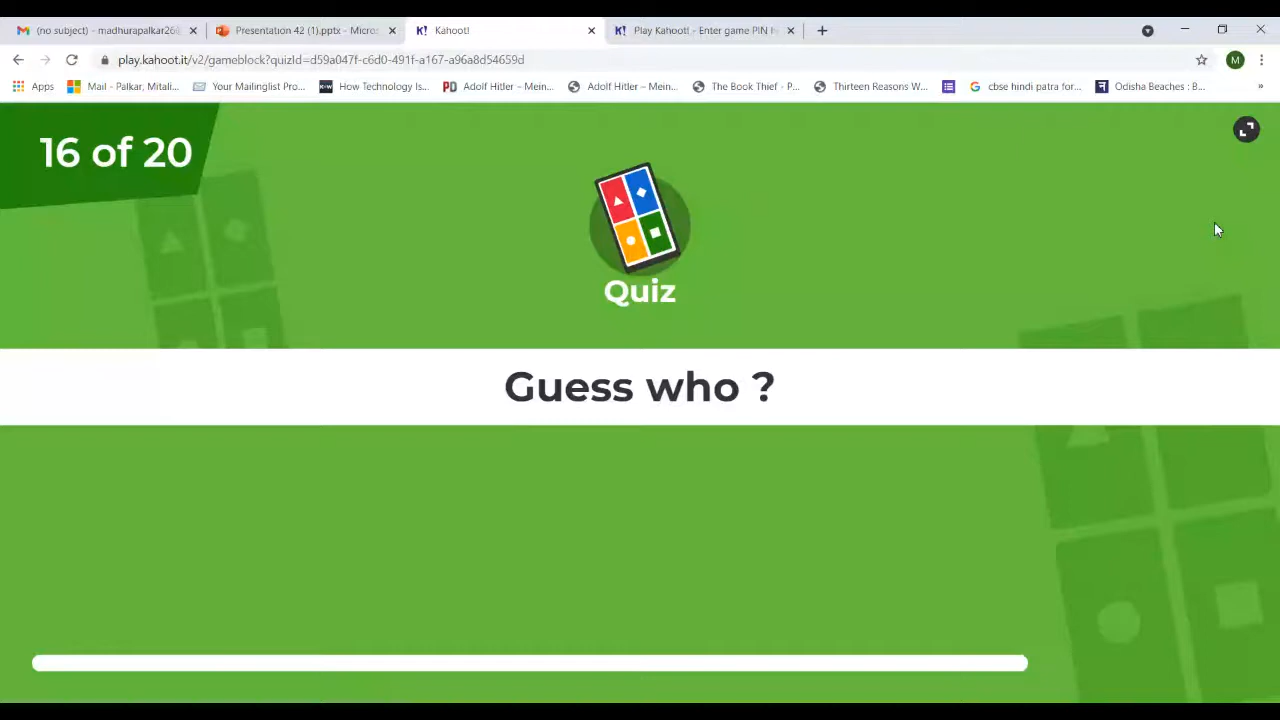 (no subject) - madhurapalkar26@
Presentation 42 (1).pptx - Micros
K! Kahoot!
K! Play Kahoot! - Enter game PIN h
play.kahoot.it/v2/gameblock?quizId=d59a047f-c6d0-491f-a167-a96a8d54659d
M
Apps
Mail - Palkar, Mitali...
Your Mailinglist Pro...
How Technology Is...
PD Adolf Hitler – Mein...
Adolf Hitler – Mein...
The Book Thief - P...
Thirteen Reasons W...
G cbse hindi patra for...
Odisha Beaches : B...
»
16 of 20
Quiz
Guess who ?